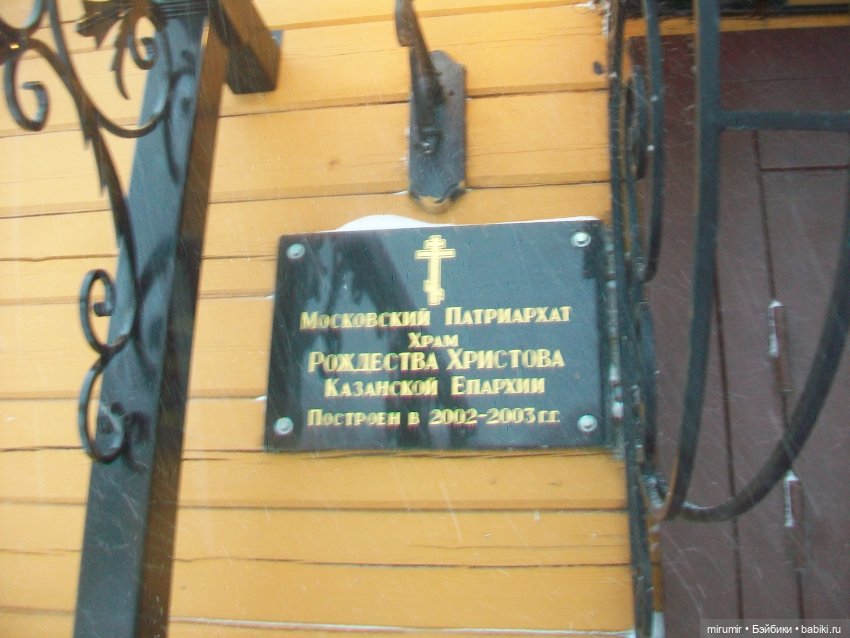 Московский Патриархат
Храм
Рождества Христова
Казанской Епархии
Построен в 2002-2003 г.г.
mirumir • Бэйбики • babiki.ru